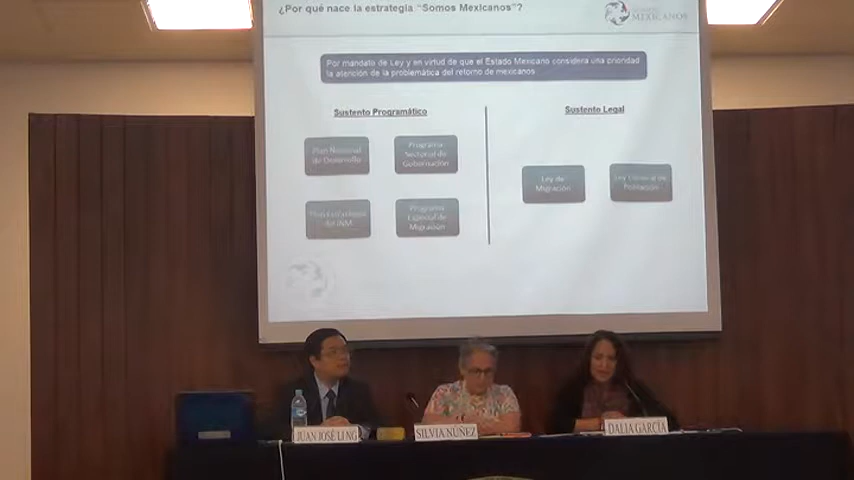 ¿Por qué nace la estrategia "Somos Mexicanos"?
MEXICANOS
Por mandato de Ley y en virtud de que el Estado Mexicano considera una prioridad
la atención de la problemática del retorno de mexicanos
Sustento Programático
Sustento Legal
Plan Nacional
de Desarrollo
Programa
Sectorial de
Gobernación
Ley de
Migración
Ley General de
Población
del INM
Programa
Especial de
Migración
JUAN JOSÉ LING
SILVIA NÚÑEZ
DALIA GARCÍA